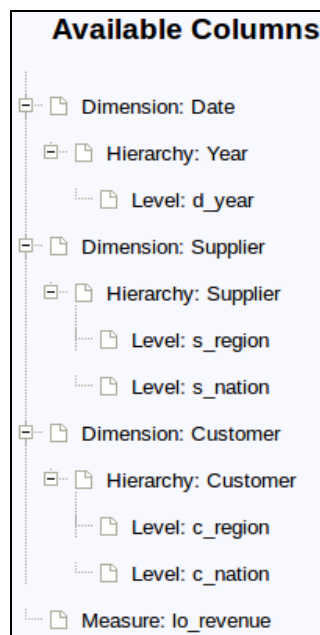 Available Columns
Dimension: Date
Hierarchy: Year
Level: d_year
Dimension: Supplier
Hierarchy: Supplier
Level: s_region
Level: s_nation
Dimension: Customer
Hierarchy: Customer
Level: c_region
Level: c_nation
Measure: lo_revenue